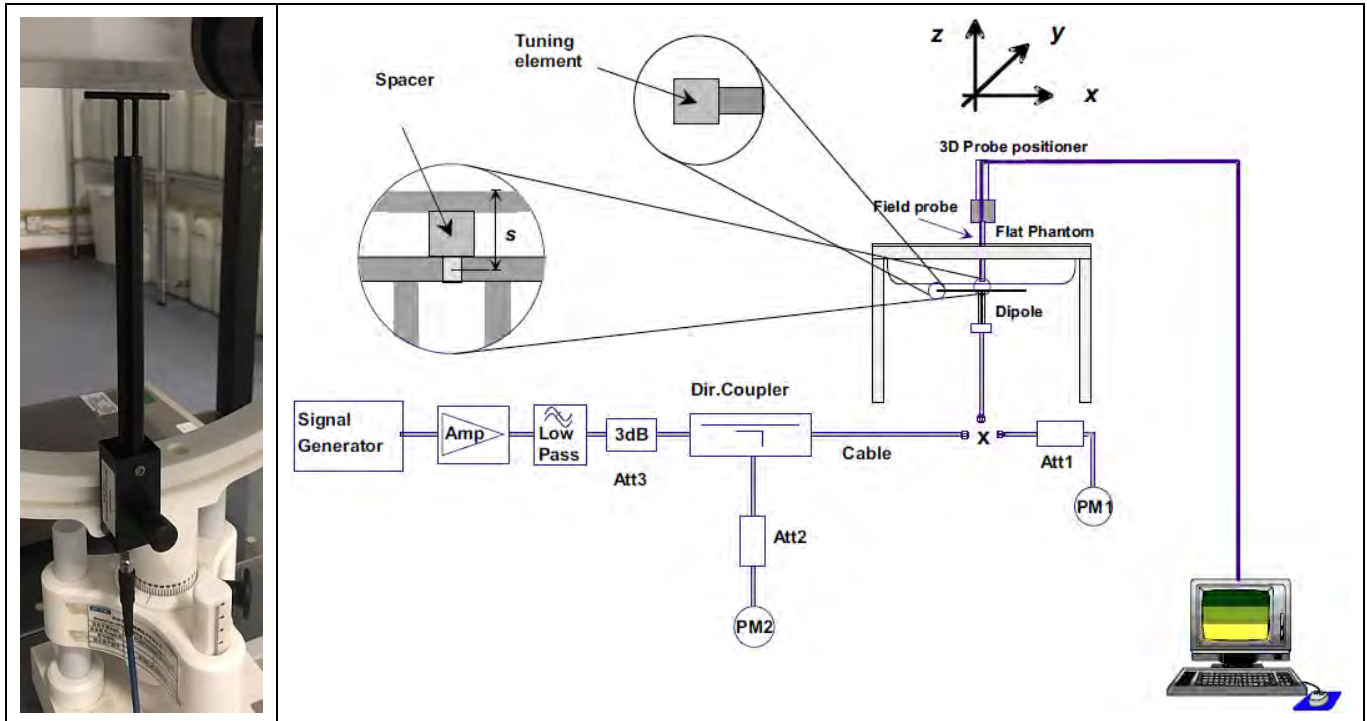 Tuning
element
Spacer
s
z
y
x
3D Probe positioner
Field probe
Flat Phantom
Dipole
Dir.Coupler
Signal
Generator
Amp
Low
Pass
3dB
Att3
Cable
x
Att1
PM1
Att2
PM2